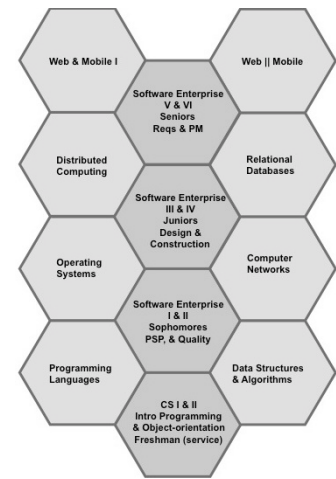 Web & Mobile I
Web || Mobile
Software Enterprise
V & VI
Seniors
Reqs & PM
Distributed
Computing
Relational
Databases
Software Enterprise
III & IV
Juniors
Design &
Construction
Operating
Systems
Computer
Networks
Software Enterprise
I & II
Sophomores
PSP, & Quality
Programming
Languages
Data Structures
& Algorithms
CS I & II
Intro Programming
& Object-orientation
Freshman (service)